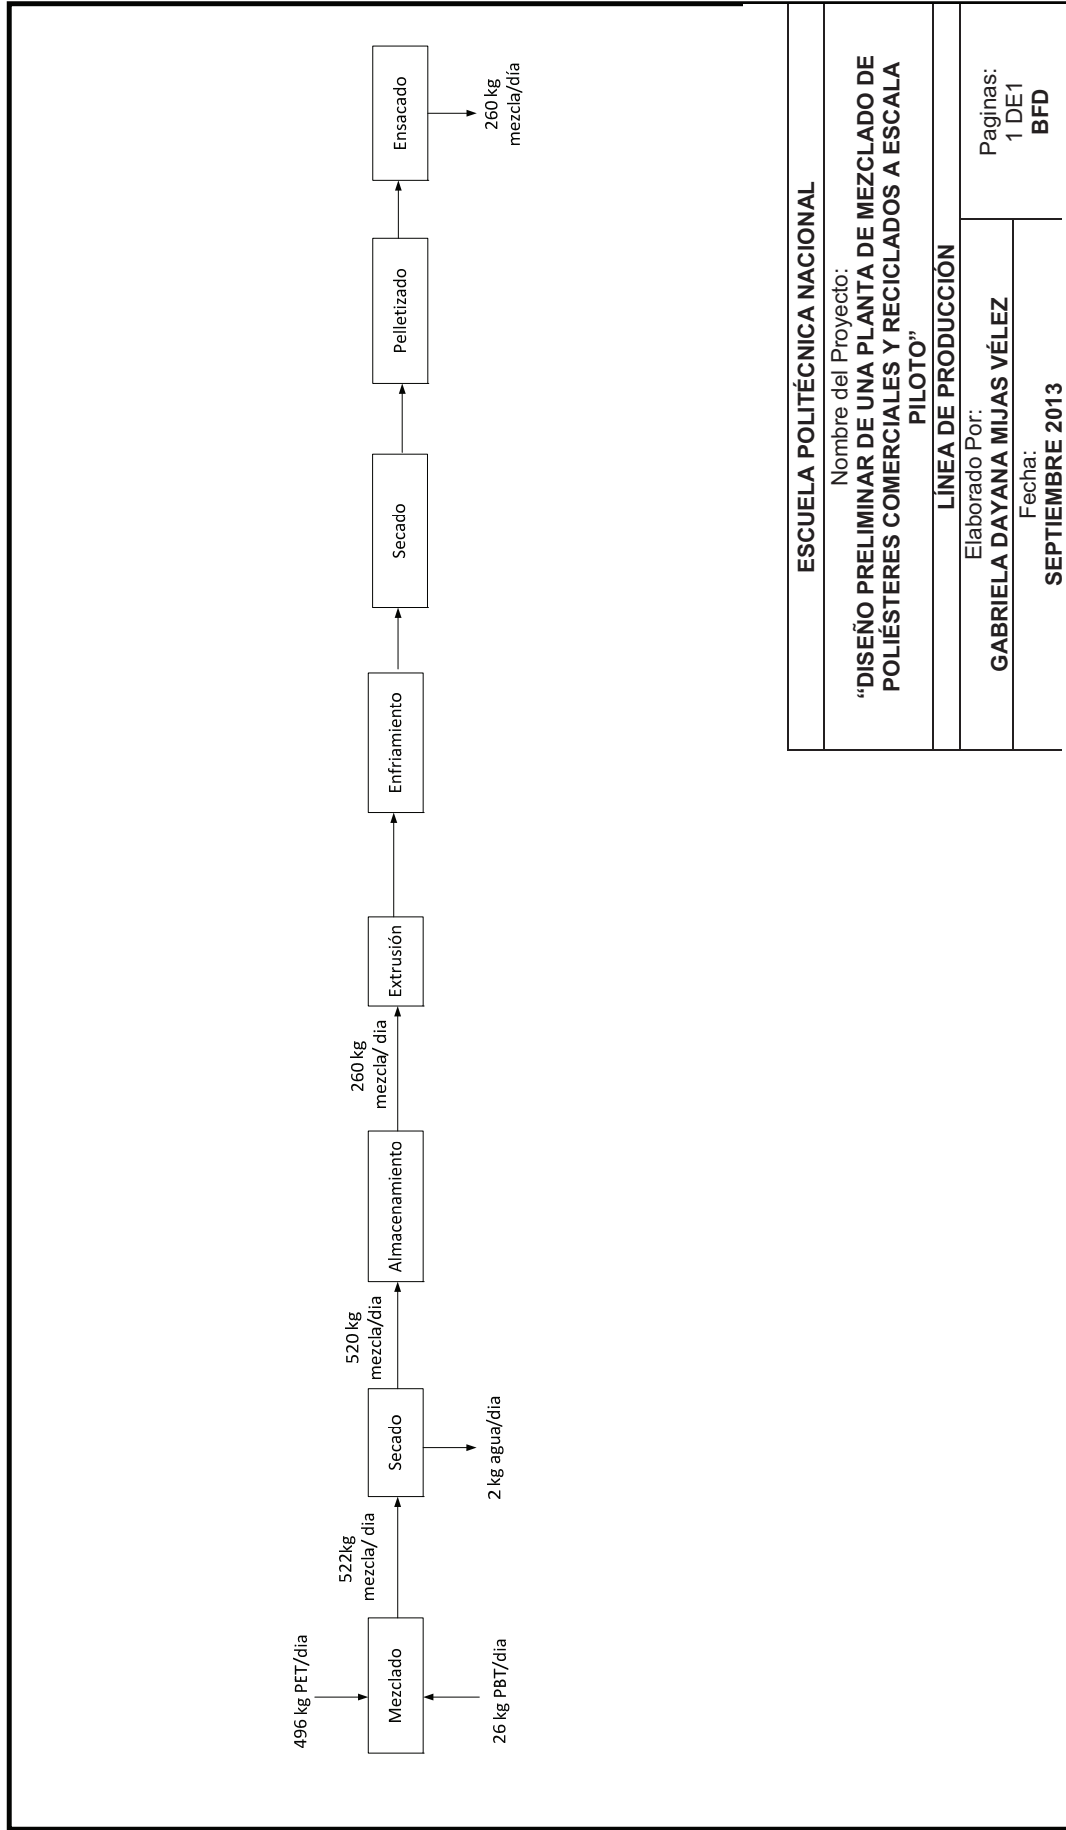 496 kg PET/dia
Mezclado
26 kg PBT/dia
522kg
mezcla/ dia
Secado
2 kg agua/dia
520 kg
mezcla/dia
Almacenamiento
260 kg
mezcla/ dia
Extrusión
Enfriamiento
Secado
Pelletizado
Ensacado
260 kg
mezcla/día
ESCUELA POLITÉCNICA NACIONAL
Nombre del Proyecto:
“DISEÑO PRELIMINAR DE UNA PLANTA DE MEZCLADO DE
POLIÉSTERES COMERCIALES Y RECICLADOS A ESCALA
PILOTO”
LÍNEA DE PRODUCCIÓN
Elaborado Por:
GABRIELA DAYANA MIJAS VÉLEZ
Fecha:
SEPTIEMBRE 2013
Paginas:
1 DE1
BFD